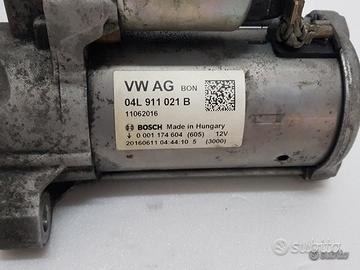 VW AG BON
04L 911 021 B
11062016
BOSCH Made in Hungary
0 001 174 604 (605) 12V
20160611 04:44:10 5 (3000)
subito